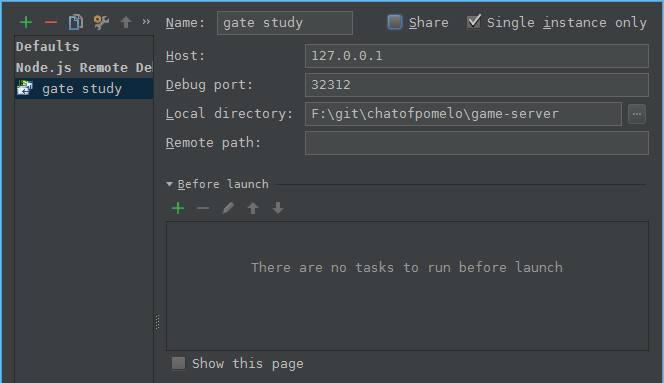 Name: gate study Share Single instance only
Defaults
Node.js Remote De
gate study
Host: 127.0.0.1
Debug port: 32312
Local directory: F:\git\chatofpomelo\game-server
Remote path:
Before launch
There are no tasks to run before launch
Show this page